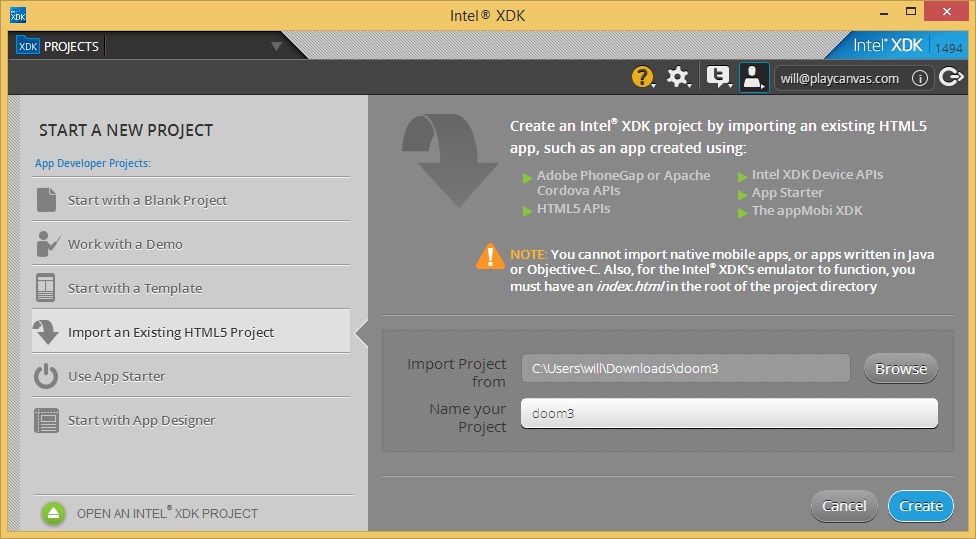 Intel® XDK
XDK PROJECTS
Intel® XDK 1494
? will@playcanvas.com i
START A NEW PROJECT
App Developer Projects:
Start with a Blank Project
Work with a Demo
Start with a Template
Import an Existing HTML5 Project
Use App Starter
Start with App Designer
OPEN AN INTEL® XDK PROJECT
Create an Intel® XDK project by importing an existing HTML5
app, such as an app created using:
Adobe PhoneGap or Apache
Cordova APIs
HTML5 APIs
Intel XDK Device APIs
App Starter
The appMobi XDK
NOTE: You cannot import native mobile apps, or apps written in Java
or Objective-C. Also, for the Intel® XDK's emulator to function, you
must have an index.html in the root of the project directory
Import Project
from
C:\Users\will\Downloads\doom3
Browse
Name your
Project
doom3
Cancel
Create